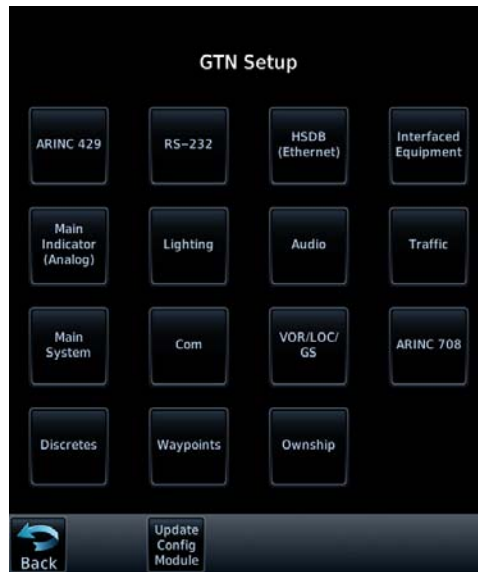 GTN Setup
ARINC 429
RS-232
HSDB
(Ethernet)
Interfaced
Equipment
Main
Indicator
(Analog)
Lighting
Audio
Traffic
Main
System
Com
VOR/LOC/
GS
ARINC 708
Discretes
Waypoints
Ownship
Back
Update
Config
Module